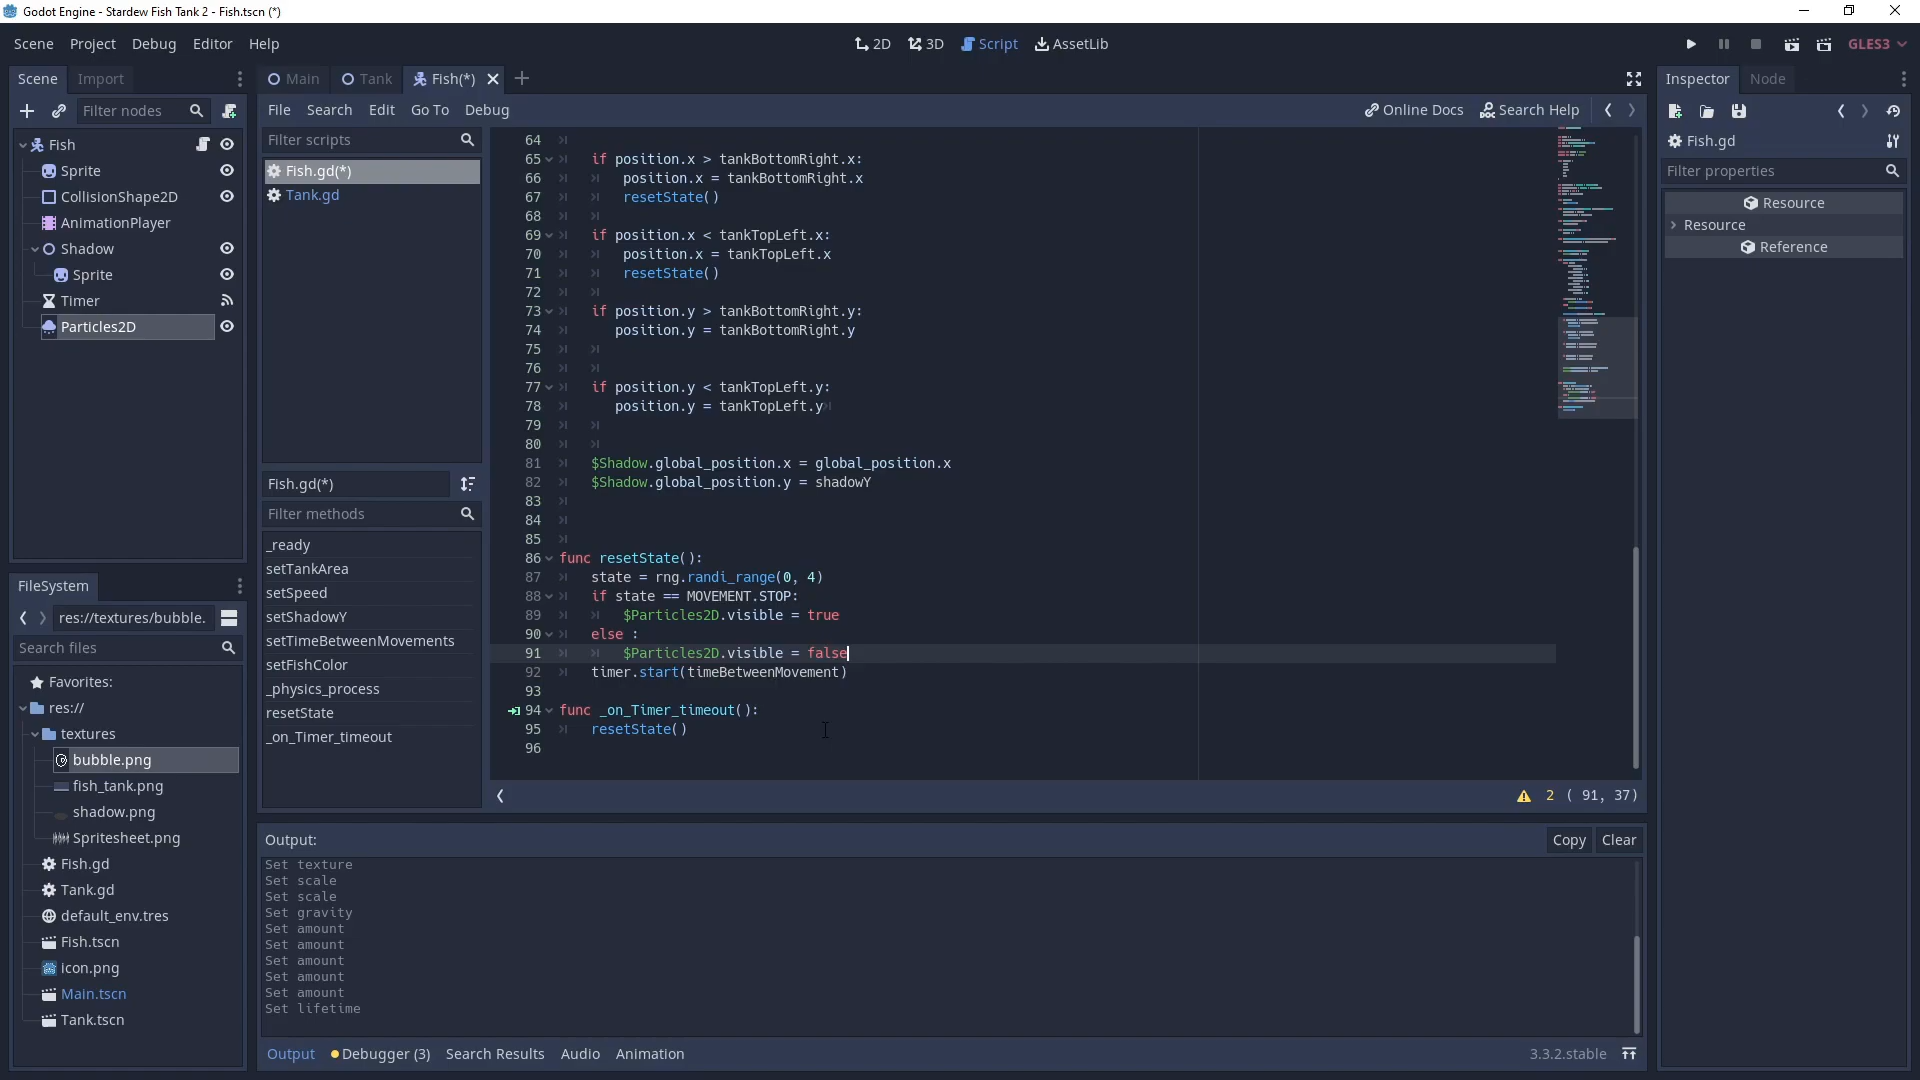 Godot Engine - Stardew Fish Tank 2 - Fish.tscn (*)
Scene Project Debug Editor Help
2D 3D Script AssetLib
GLES3
Scene Import
Filter nodes
Fish
Sprite
CollisionShape2D
AnimationPlayer
Shadow
Sprite
Timer
Particles2D
FileSystem
res://textures/bubble.
Search files
Favorites:
res://
textures
bubble.png
fish_tank.png
shadow.png
Spritesheet.png
Fish.gd
Tank.gd
default_env.tres
Fish.tscn
icon.png
Main.tscn
Tank.tscn
Main Tank Fish(*)
File Search Edit Go To Debug
Online Docs Search Help
Filter scripts
Fish.gd(*)
Tank.gd
Fish.gd(*)
Filter methods
_ready
setTankArea
setSpeed
setShadowY
setTimeBetweenMovements
setFishColor
_physics_process
resetState
_on_Timer_timeout
64
65 if position.x > tankBottomRight.x:
66 position.x = tankBottomRight.x
67 resetState()
68
69 if position.x < tankTopLeft.x:
70 position.x = tankTopLeft.x
71 resetState()
72
73 if position.y > tankBottomRight.y:
74 position.y = tankBottomRight.y
75
76
77 if position.y < tankTopLeft.y:
78 position.y = tankTopLeft.y
79
80
81 $Shadow.global_position.x = global_position.x
82 $Shadow.global_position.y = shadowY
83
84
85
86 func resetState():
87 state = rng.randi_range(0, 4)
88 if state == MOVEMENT.STOP:
89 $Particles2D.visible = true
90 else :
91 $Particles2D.visible = false
92 timer.start(timeBetweenMovement)
93
94 func _on_Timer_timeout():
95 resetState()
96
2 ( 91, 37)
Output:
Copy Clear
Set texture
Set scale
Set scale
Set gravity
Set amount
Set amount
Set amount
Set amount
Set amount
Set lifetime
Output Debugger (3) Search Results Audio Animation
3.3.2.stable
Inspector Node
Fish.gd
Filter properties
Resource
Resource
Reference